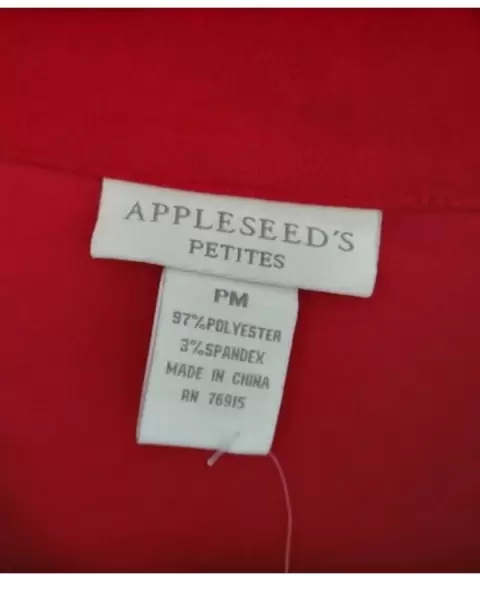 APPLESEED'S
PETITES
PM
97%POLYESTER
3%SPANDEX
MADE IN CHINA
RN 76915